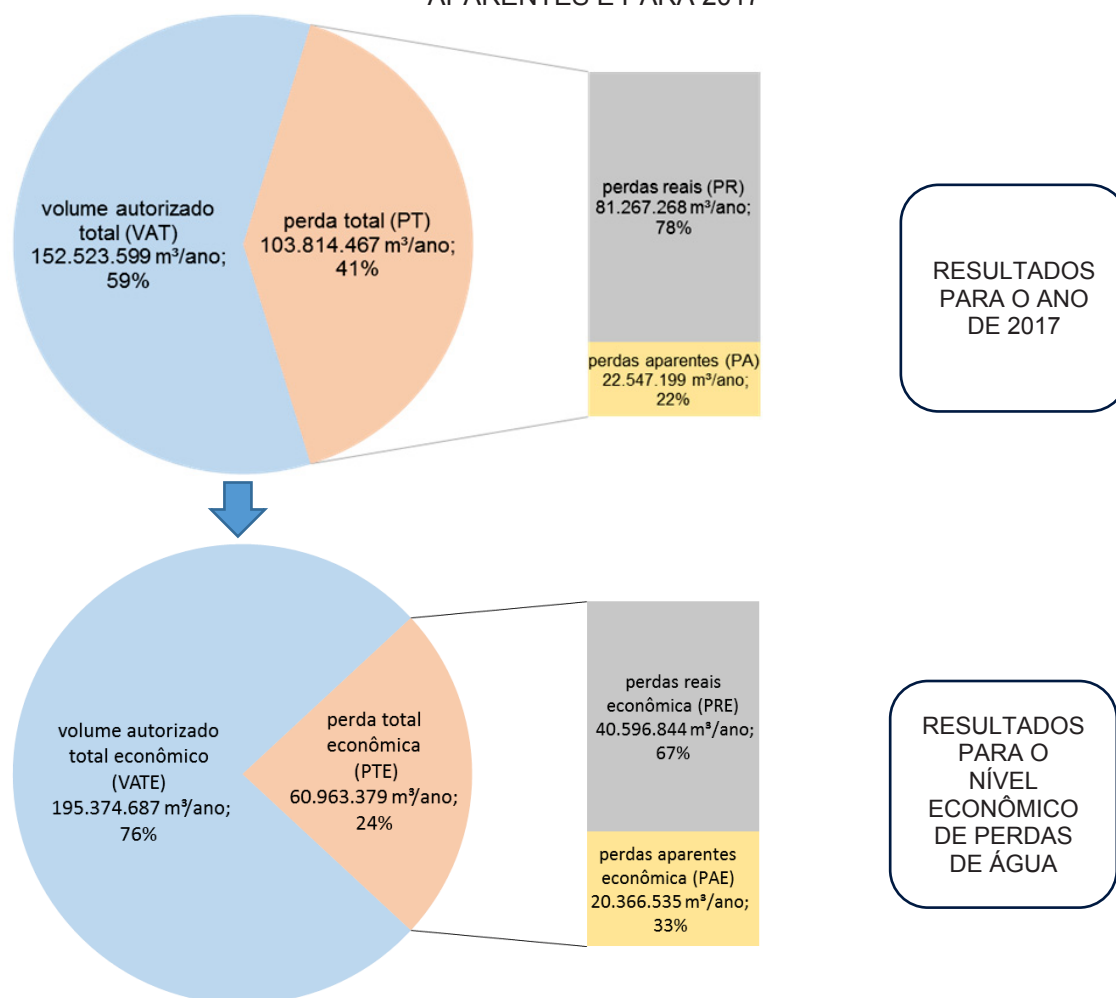 APARENTES E PARA 2017
volume autorizado
total (VAT)
152.523.599 m³/ano;
59%
perda total (PT)
103.814.467 m³/ano;
41%
perdas reais (PR)
81.267.268 m³/ano;
78%
perdas aparentes (PA)
22.547.199 m³/ano;
22%
RESULTADOS
PARA O ANO
DE 2017
volume autorizado
total econômico
(VATE)
195.374.687 m³/ano;
76%
perda total
econômica
(PTE)
60.963.379 m³/ano;
24%
perdas reais
econômica (PRE)
40.596.844 m³/ano;
67%
perdas aparentes
econômica (PAE)
20.366.535 m³/ano;
33%
RESULTADOS
PARA O
NÍVEL
ECONÔMICO
DE PERDAS
DE ÁGUA